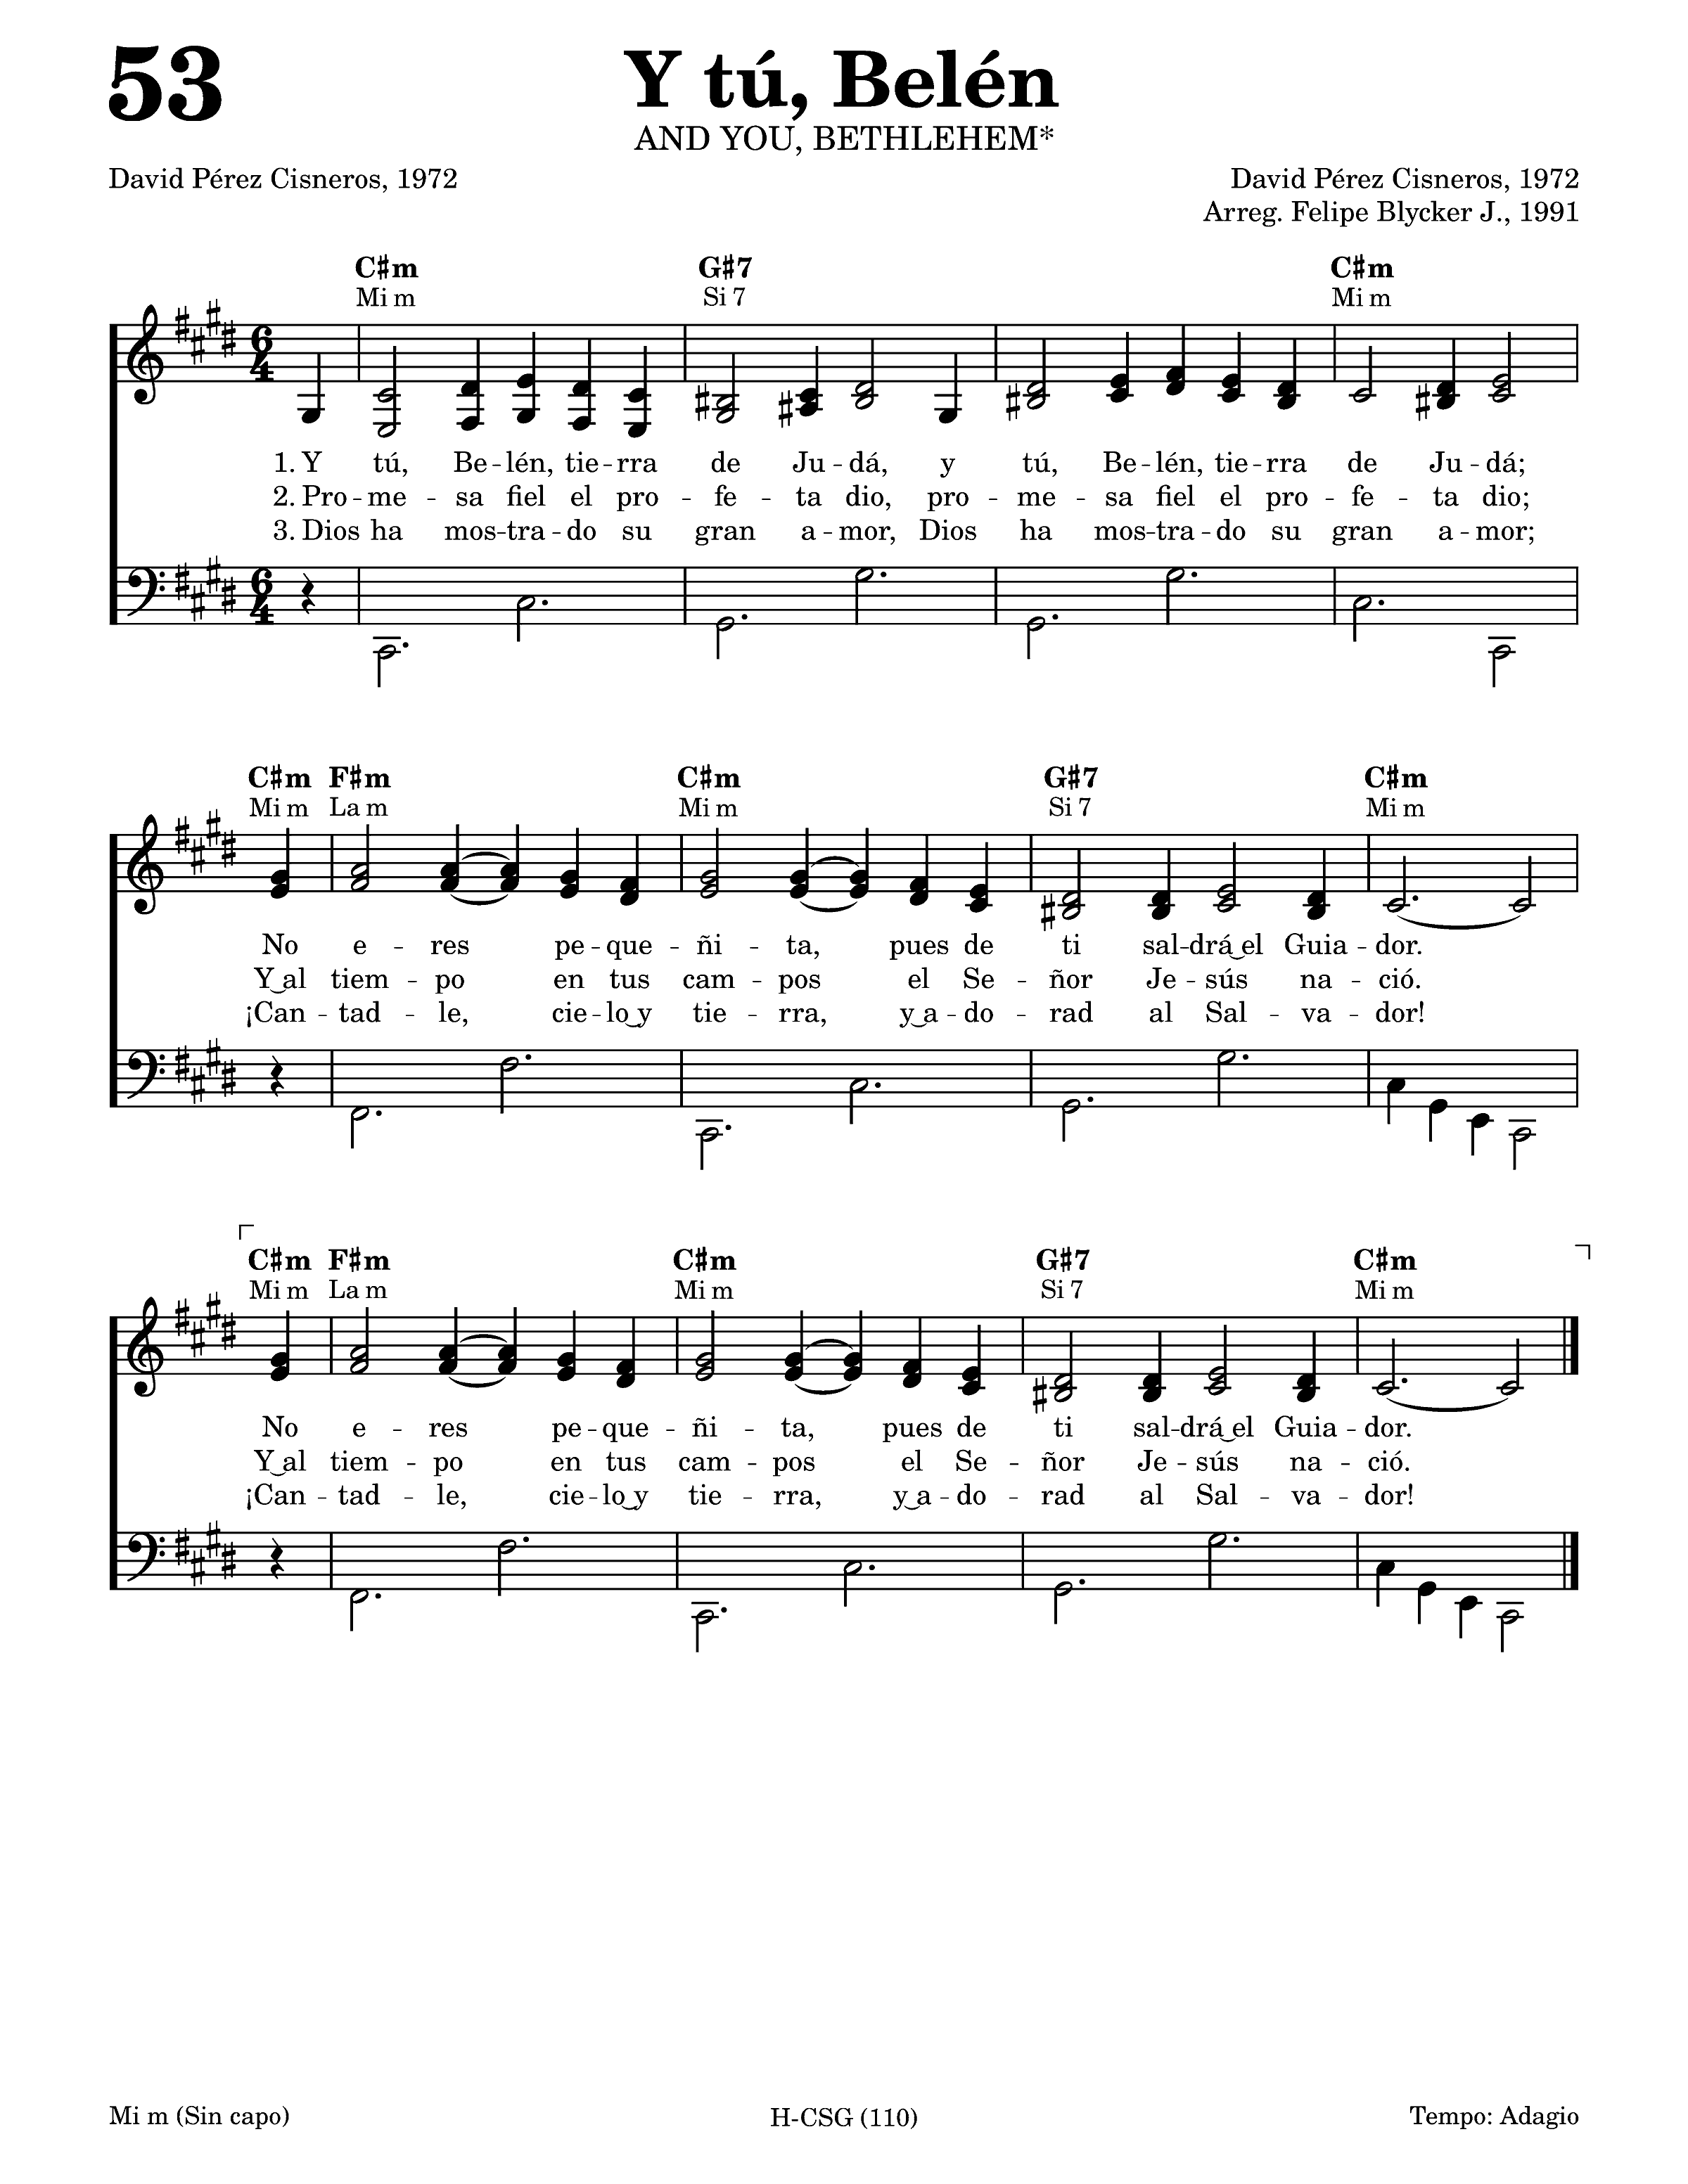 53
Y tú, Belén
AND YOU, BETHLEHEM*
David Pérez Cisneros, 1972
David Pérez Cisneros, 1972
Arreg. Felipe Blycker J., 1991
C♯m G♯7 C♯m
Mi m Si 7 Mi m
6 4
1. Y tú, Be -- lén, tie -- rra de Ju -- dá, y tú, Be -- lén, tie -- rra de Ju -- dá;
2. Pro -- me -- sa fiel el pro -- fe -- ta dio, pro -- me -- sa fiel el pro -- fe -- ta dio;
3. Dios ha mos -- tra -- do su gran a -- mor, Dios ha mos -- tra -- do su gran a -- mor;
6 4
C♯m F♯m C♯m G♯7 C♯m
Mi m La m Mi m Si 7 Mi m
No e -- res pe -- que -- ñi -- ta, pues de ti sal -- drá‿el Guia -- dor.
Y‿al tiem -- po en tus cam -- pos el Se -- ñor Je -- sús na -- ció.
¡Can -- tad -- le, cie -- lo‿y tie -- rra, y‿a -- do -- rad al Sal -- va -- dor!
C♯m F♯m C♯m G♯7 C♯m
Mi m La m Mi m Si 7 Mi m
No e -- res pe -- que -- ñi -- ta, pues de ti sal -- drá‿el Guia -- dor.
Y‿al tiem -- po en tus cam -- pos el Se -- ñor Je -- sús na -- ció.
¡Can -- tad -- le, cie -- lo‿y tie -- rra, y‿a -- do -- rad al Sal -- va -- dor!
Mi m (Sin capo) H-CSG (110) Tempo: Adagio